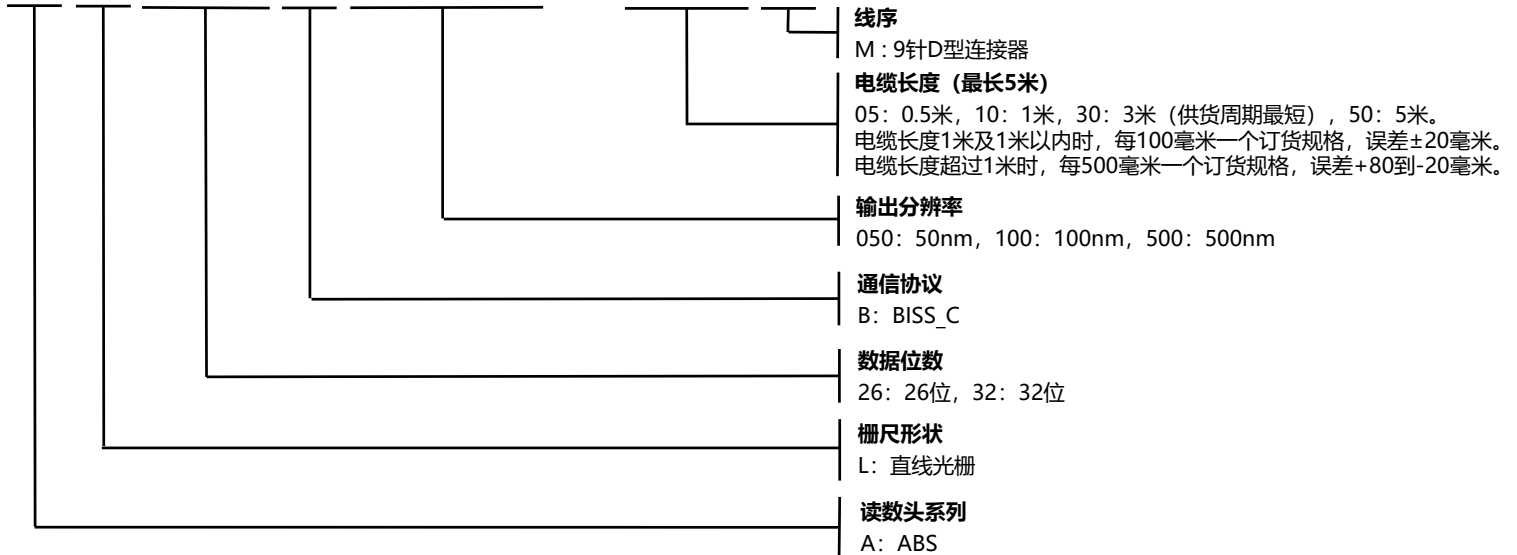 线序
M : 9针D型连接器
电缆长度（最长5米）
05：0.5米，10：1米，30：3米（供货周期最短）, 50：5米。
电缆长度1米及1米以内时，每100毫米一个订货规格，误差±20毫米。
电缆长度超过1米时，每500毫米一个订货规格，误差+80到-20毫米。
输出分辨率
050：50nm，100：100nm，500：500nm
通信协议
B：BISS_C
数据位数
26：26位，32：32位
栅尺形状
L：直线光栅
读数头系列
A：ABS